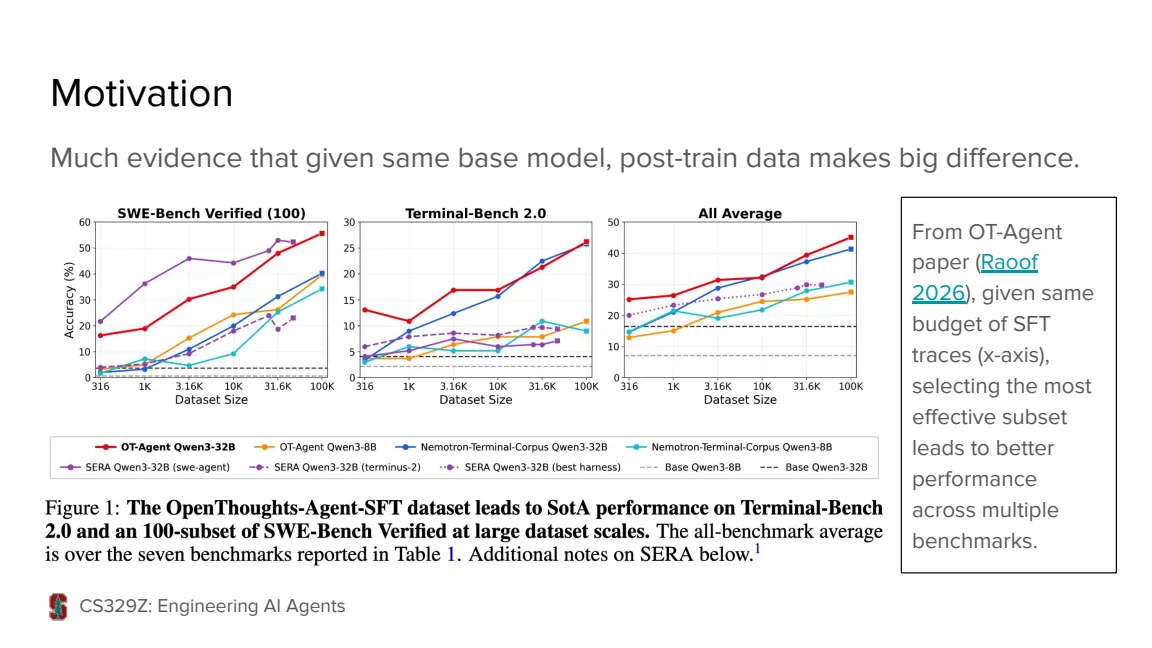 Motivation
Much evidence that given same base model, post-train data makes big difference.
SWE-Bench Verified (100)
Accuracy (%)
60
50
40
30
20
10
0
316 1K 3.16K 10K 31.6K 100K
Dataset Size
Terminal-Bench 2.0
30
25
20
15
10
5
0
316 1K 3.16K 10K 31.6K 100K
Dataset Size
All Average
50
40
30
20
10
0
316 1K 3.16K 10K 31.6K 100K
Dataset Size
OT-Agent Qwen3-32B OT-Agent Qwen3-8B Nemotron-Terminal-Corpus Qwen3-32B Nemotron-Terminal-Corpus Qwen3-8B
SERA Qwen3-32B (swe-agent) SERA Qwen3-32B (terminus-2) SERA Qwen3-32B (best harness) Base Qwen3-8B Base Qwen3-32B
Figure 1: The OpenThoughts-Agent-SFT dataset leads to SotA performance on Terminal-Bench
2.0 and an 100-subset of SWE-Bench Verified at large dataset scales. The all-benchmark average
is over the seven benchmarks reported in Table 1. Additional notes on SERA below.1
From OT-Agent
paper (Raoof
2026), given same
budget of SFT
traces (x-axis),
selecting the most
effective subset
leads to better
performance
across multiple
benchmarks.
CS329Z: Engineering AI Agents